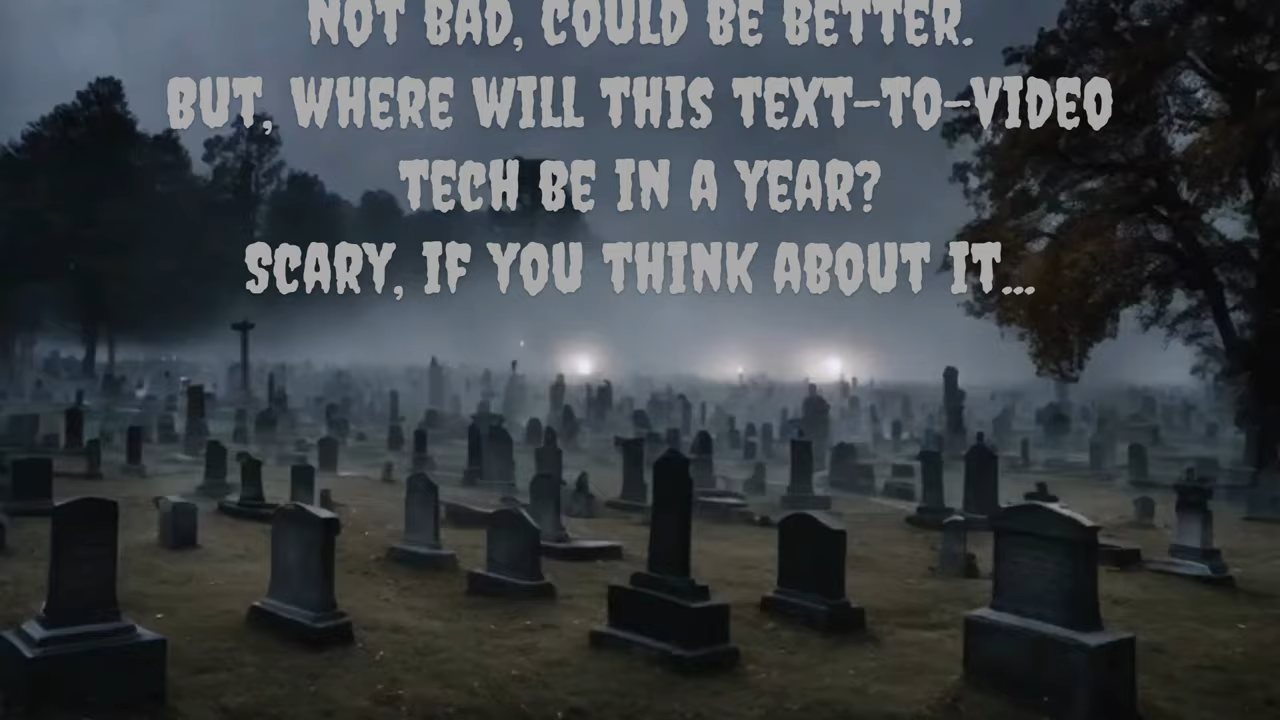 NOT BAD, COULD BE BETTER.
BUT, WHERE WILL THIS TEXT-TO-VIDEO
TECH BE IN A YEAR?
SCARY, IF YOU THINK ABOUT IT...